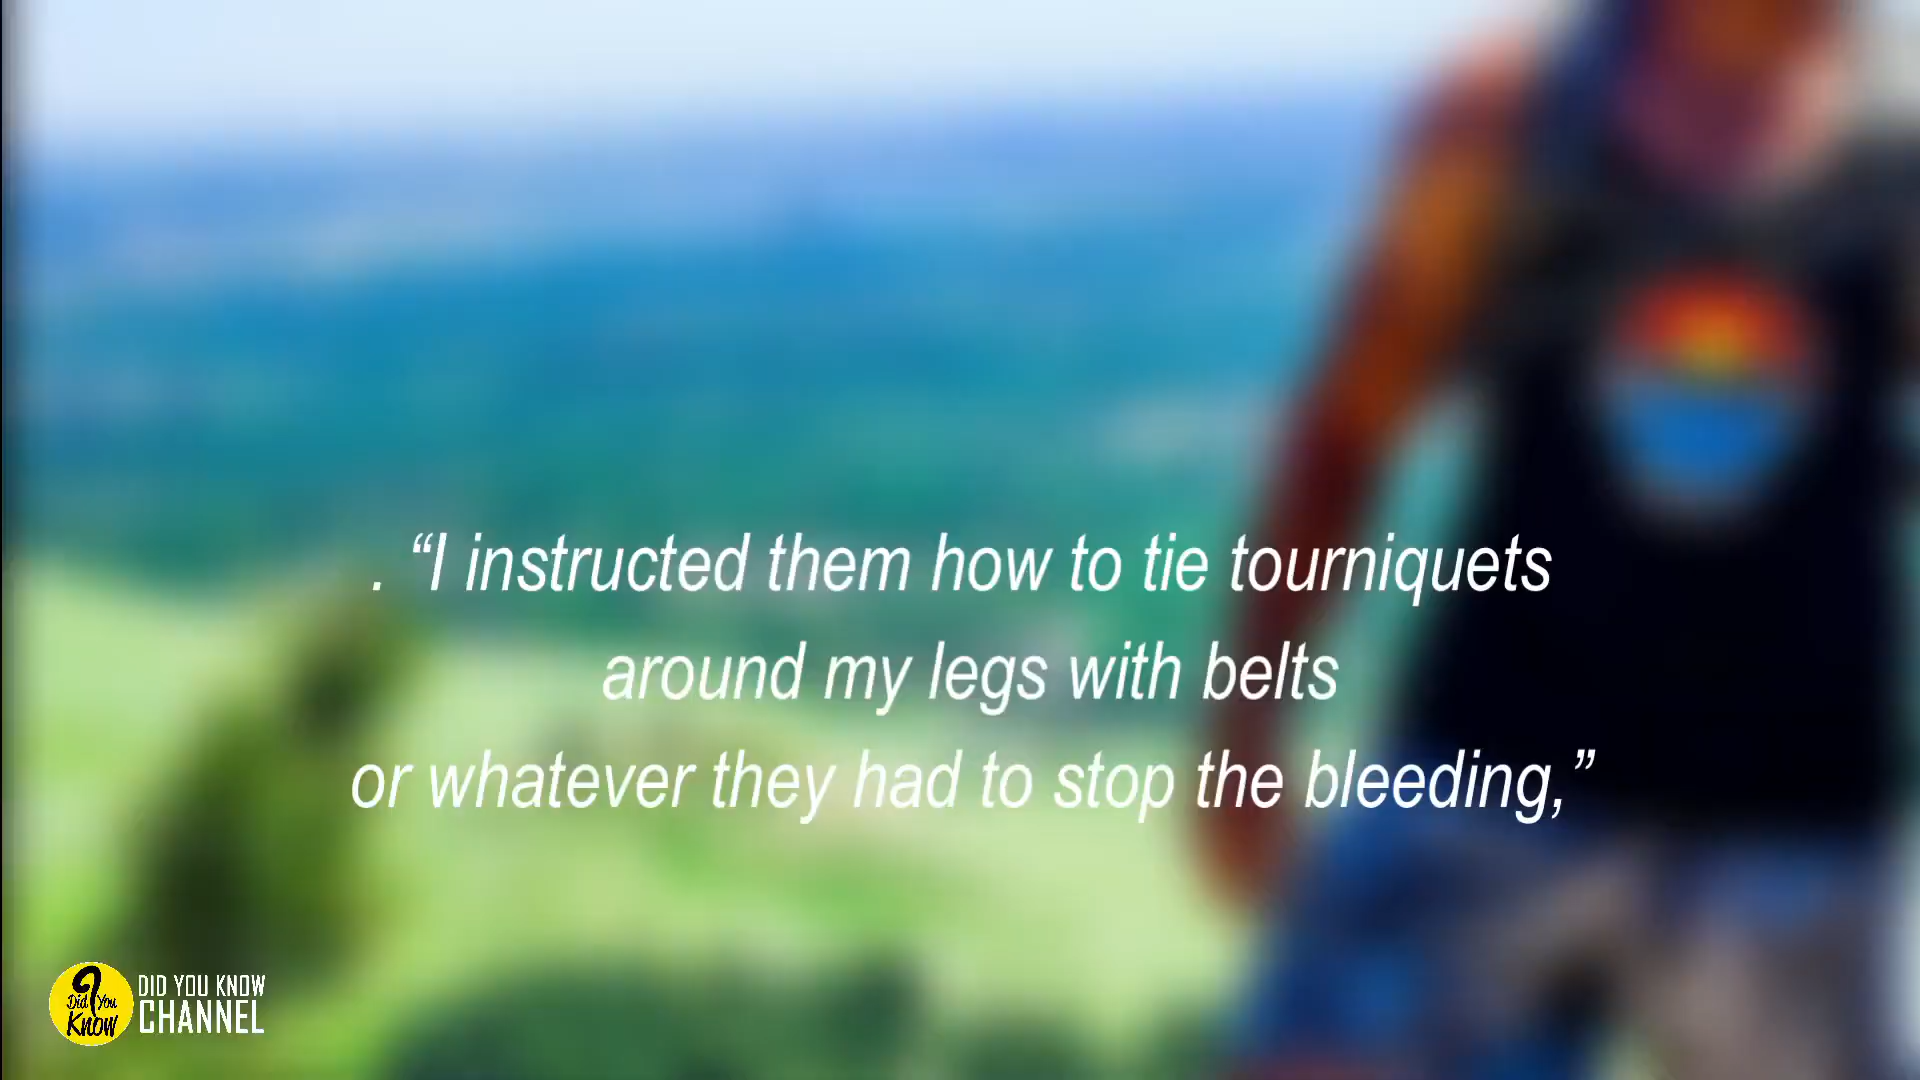 . “I instructed them how to tie tourniquets
around my legs with belts
or whatever they had to stop the bleeding,”
Did You
Know
DID YOU KNOW
CHANNEL